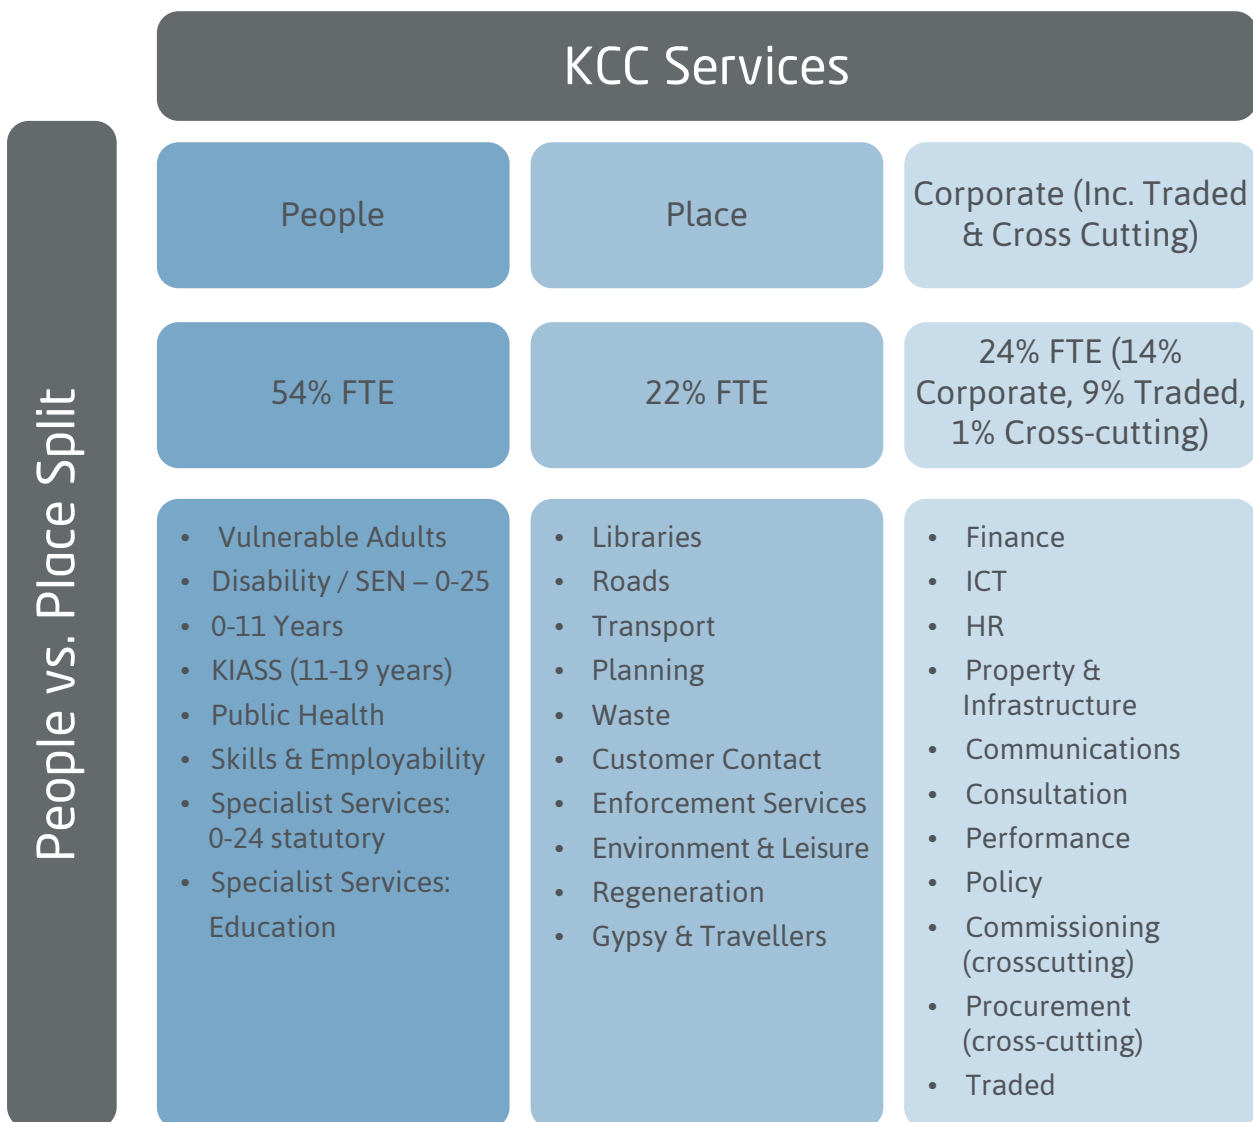 KCC Services
People vs. Place Split
People
Place
Corporate (Inc. Traded
& Cross Cutting)
54% FTE
22% FTE
24% FTE (14%
Corporate, 9% Traded,
1% Cross-cutting)
• Vulnerable Adults
• Disability / SEN – 0-25
• 0-11 Years
• KIASS (11-19 years)
• Public Health
• Skills & Employability
• Specialist Services:
0-24 statutory
• Specialist Services:
Education
• Libraries
• Roads
• Transport
• Planning
• Waste
• Customer Contact
• Enforcement Services
• Environment & Leisure
• Regeneration
• Gypsy & Travellers
• Finance
• ICT
• HR
• Property &
Infrastructure
• Communications
• Consultation
• Performance
• Policy
• Commissioning
(crosscutting)
• Procurement
(cross-cutting)
• Traded